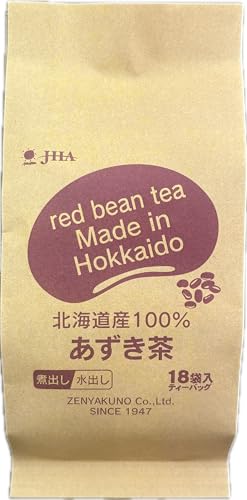 JHA
red bean tea
Made in
Hokkaido
北海道産100%
あずき茶
煮出し 水出し
18袋入
ティーバッグ
ZENYAKUNO Co.,Ltd.
SINCE 1947